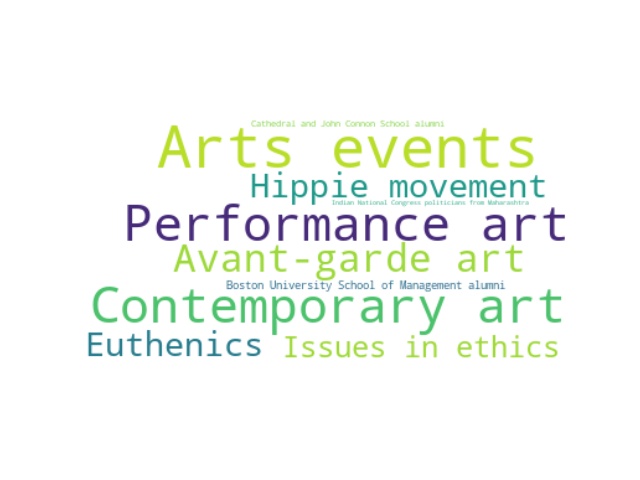 Cathedral and John Connon School alumni
Arts events
Hippie movement
Indian National Congress politicians from Maharashtra
Performance art
Avant-garde art
Boston University School of Management alumni
Contemporary art
Euthenics
Issues in ethics